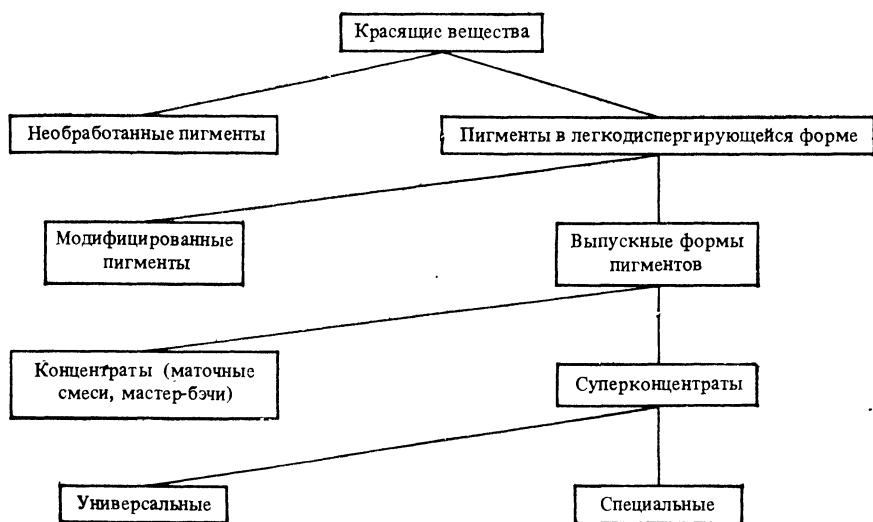 Красящие вещества
Необработанные пигменты
Пигменты в легкодиспергирующейся форме
Модифицированные
пигменты
Выпускные формы
пигментов
Концентраты (маточные
смеси, мастер-бэчи)
Суперконцентраты
Универсальные
Специальные